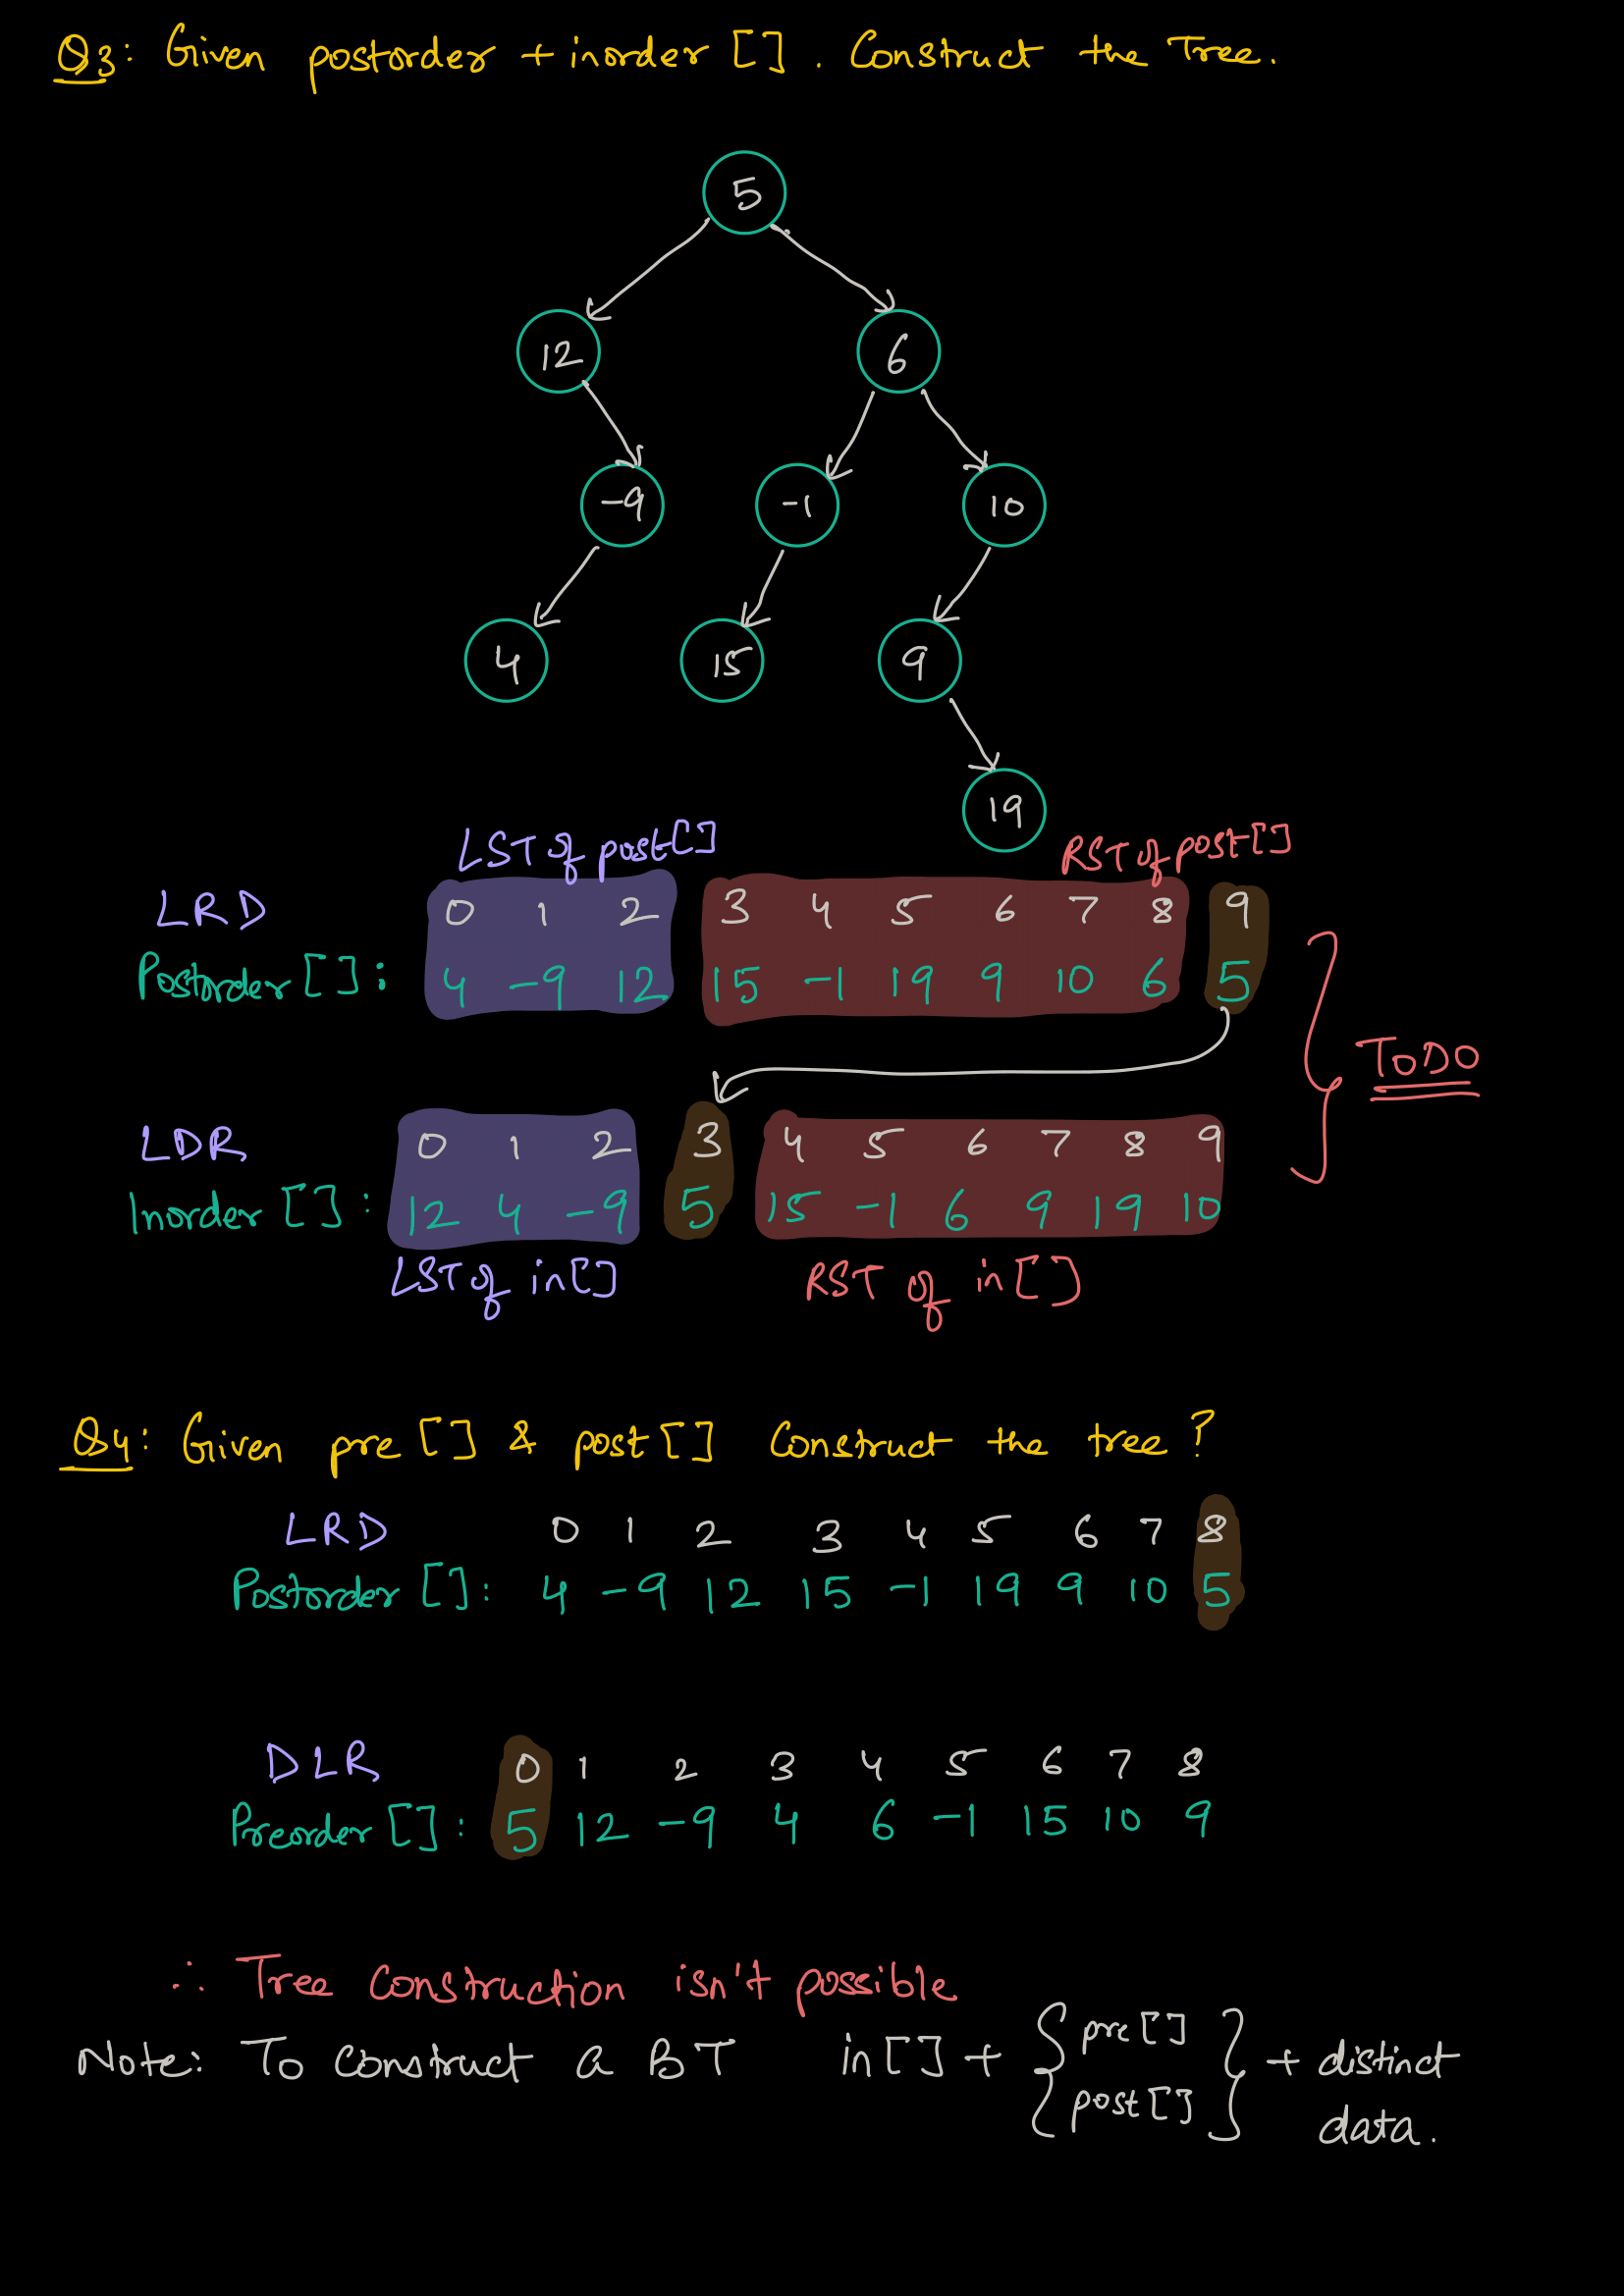 Q3: Given postorder + inorder []. Construct the Tree.
5
12 6
-9 -1 10
4 15 9
19
LST of post[] RST of post[]
LRD 0 1 2 3 4 5 6 7 8 9
Postorder []: 4 -9 12 15 -1 19 9 10 6 5
TODO
LDR 0 1 2 3 4 5 6 7 8 9
Inorder []: 12 4 -9 5 15 -1 6 9 19 10
LST of in[] RST of in[]
Q4: Given pre [] & post [] Construct the tree?
LRD 0 1 2 3 4 5 6 7 8
Postorder []: 4 -9 12 15 -1 19 9 10 5
DLR 0 1 2 3 4 5 6 7 8
Preorder []: 5 12 -9 4 6 -1 15 10 9
∴ Tree Construction isn't possible
Note: To construct a BT in[] + { pre[] post[] } + distinct data.